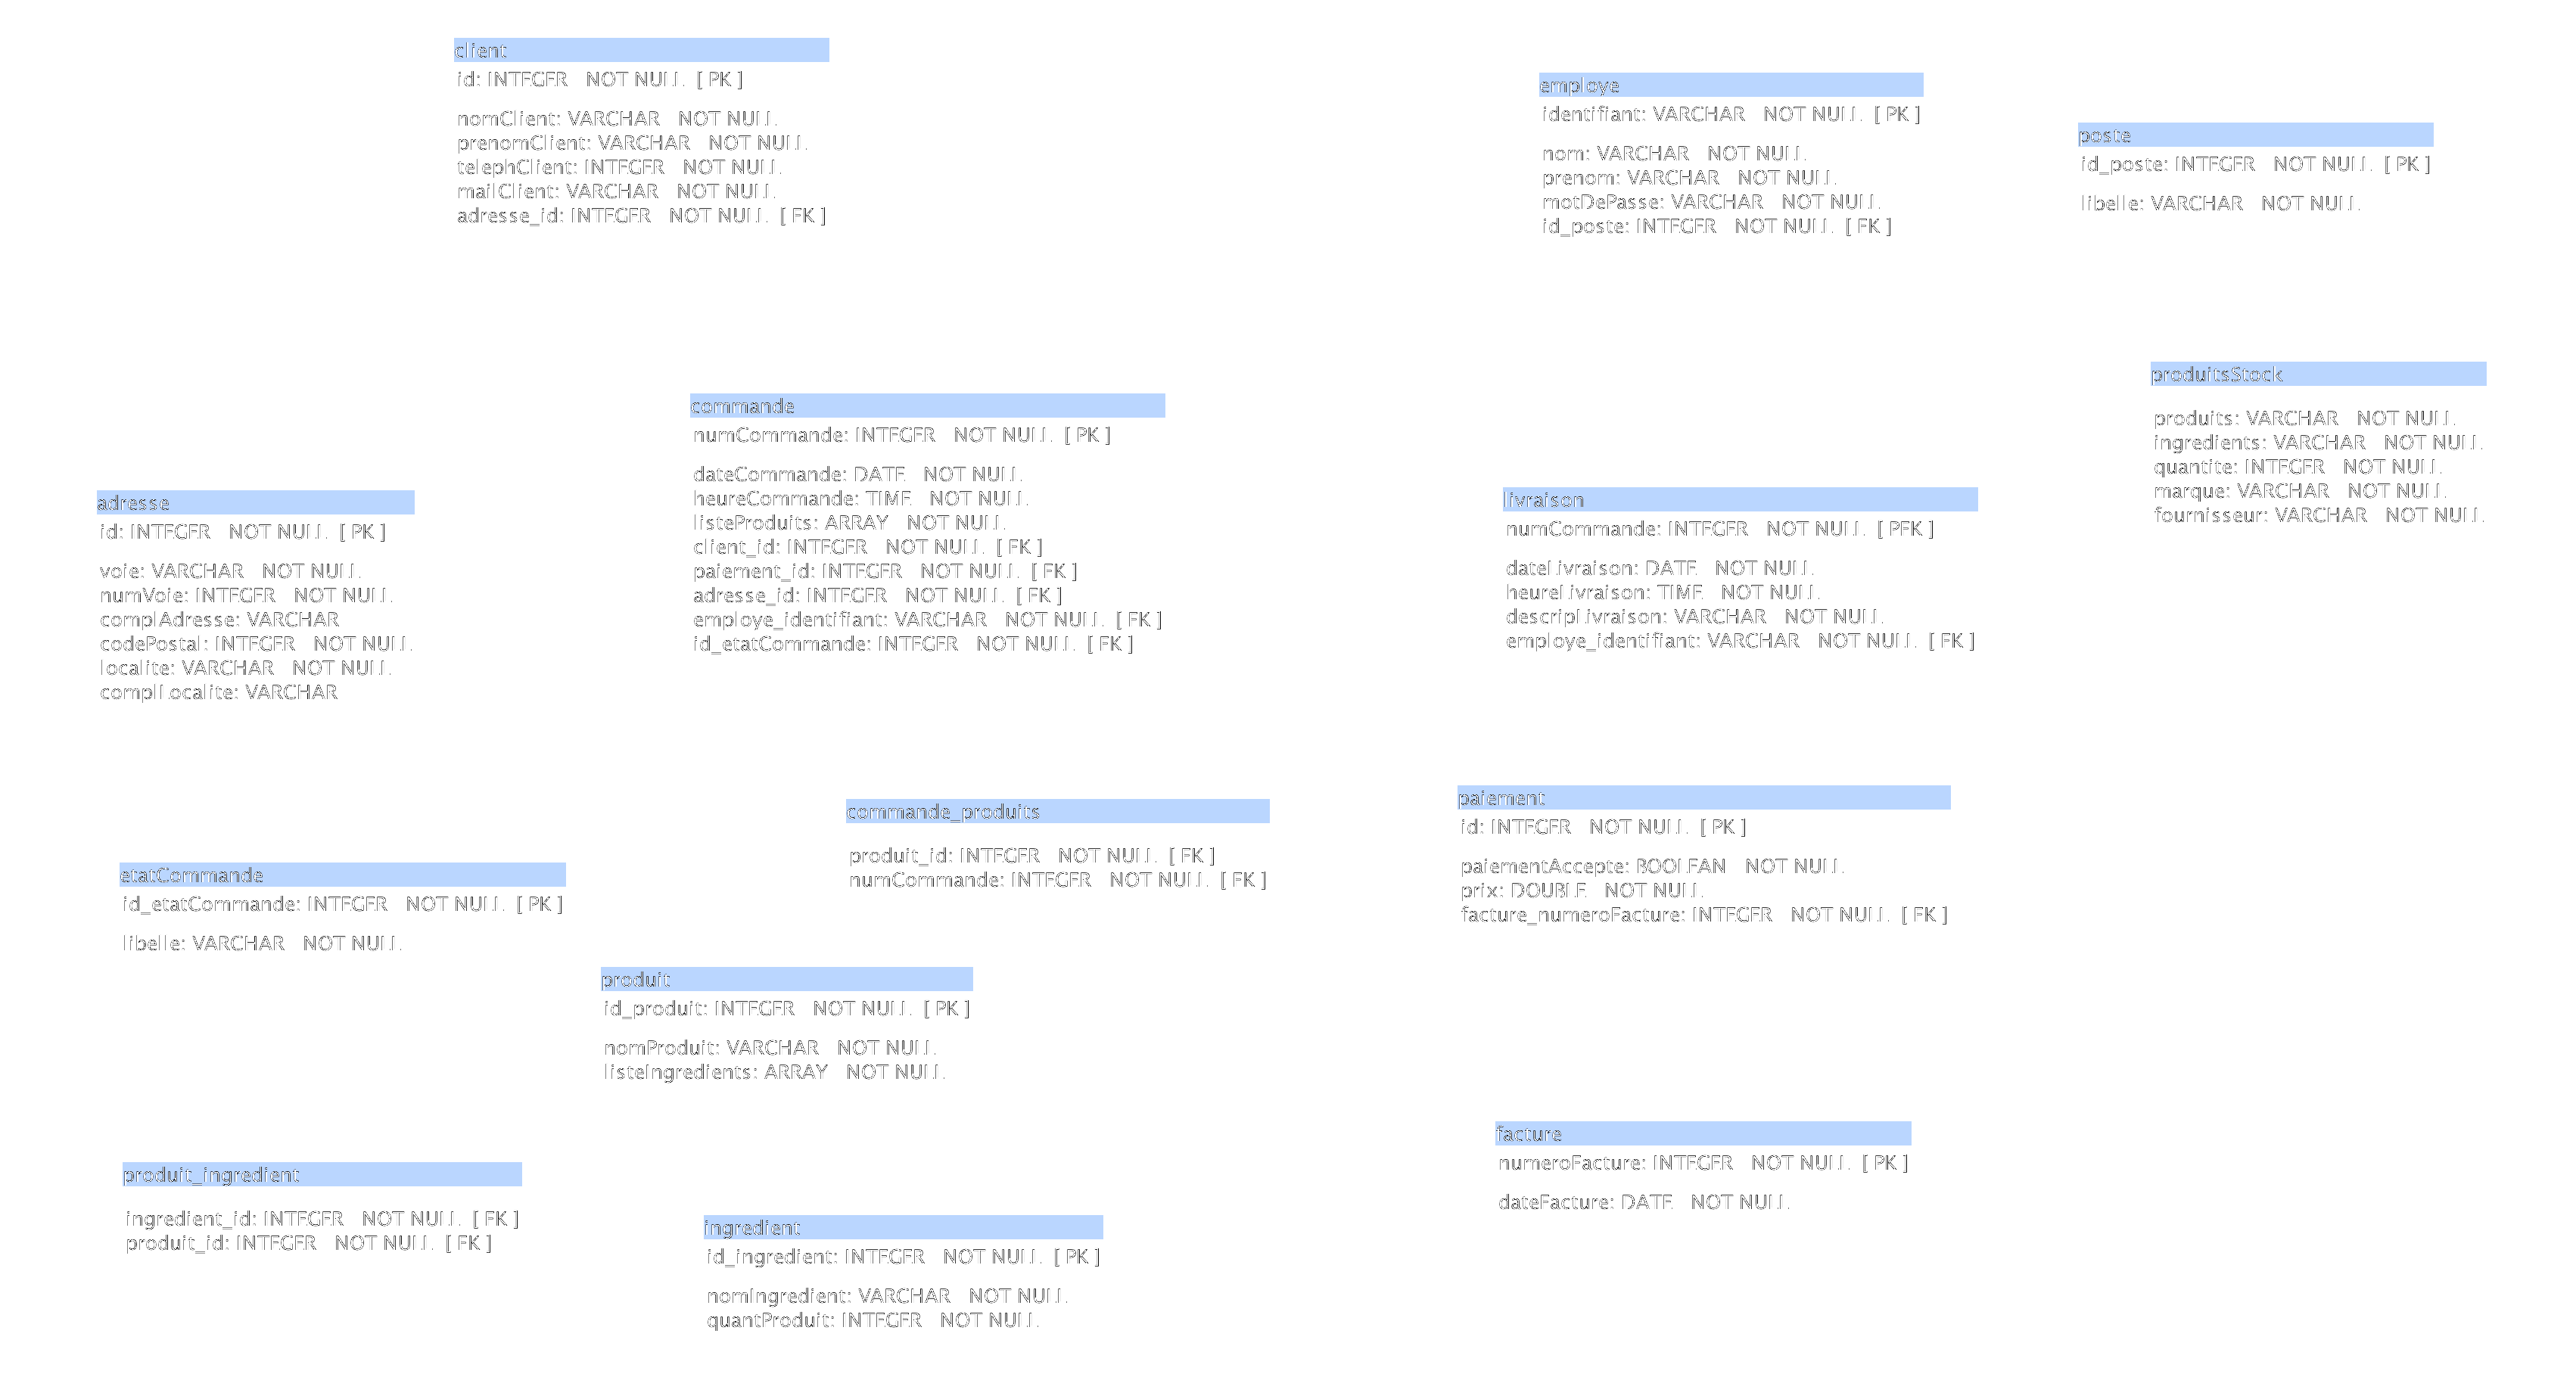 client
id: INTEGER NOT NULL [ PK ]
nomClient: VARCHAR NOT NULL
prenomClient: VARCHAR NOT NULL
telephClient: INTEGER NOT NULL
mailClient: VARCHAR NOT NULL
adresse_id: INTEGER NOT NULL [ FK ]
employe
identifiant: VARCHAR NOT NULL [ PK ]
nom: VARCHAR NOT NULL
prenom: VARCHAR NOT NULL
motDePasse: VARCHAR NOT NULL
id_poste: INTEGER NOT NULL [ FK ]
poste
id_poste: INTEGER NOT NULL [ PK ]
libelle: VARCHAR NOT NULL
produitsStock
produits: VARCHAR NOT NULL
ingredients: VARCHAR NOT NULL
quantite: INTEGER NOT NULL
marque: VARCHAR NOT NULL
fournisseur: VARCHAR NOT NULL
commande
numCommande: INTEGER NOT NULL [ PK ]
dateCommande: DATE NOT NULL
heureCommande: TIME NOT NULL
listeProduits: ARRAY NOT NULL
client_id: INTEGER NOT NULL [ FK ]
paiement_id: INTEGER NOT NULL [ FK ]
adresse_id: INTEGER NOT NULL [ FK ]
employe_identifiant: VARCHAR NOT NULL [ FK ]
id_etatCommande: INTEGER NOT NULL [ FK ]
adresse
id: INTEGER NOT NULL [ PK ]
voie: VARCHAR NOT NULL
numVoie: INTEGER NOT NULL
complAdresse: VARCHAR
codePostal: INTEGER NOT NULL
localite: VARCHAR NOT NULL
complLocalite: VARCHAR
livraison
numCommande: INTEGER NOT NULL [ PFK ]
dateLivraison: DATE NOT NULL
heureLivraison: TIME NOT NULL
descripLivraison: VARCHAR NOT NULL
employe_identifiant: VARCHAR NOT NULL [ FK ]
commande_produits
produit_id: INTEGER NOT NULL [ FK ]
numCommande: INTEGER NOT NULL [ FK ]
paiement
id: INTEGER NOT NULL [ PK ]
paiementAccepte: BOOLEAN NOT NULL
prix: DOUBLE NOT NULL
facture_numeroFacture: INTEGER NOT NULL [ FK ]
etatCommande
id_etatCommande: INTEGER NOT NULL [ PK ]
libelle: VARCHAR NOT NULL
produit
id_produit: INTEGER NOT NULL [ PK ]
nomProduit: VARCHAR NOT NULL
listeIngredients: ARRAY NOT NULL
facture
numeroFacture: INTEGER NOT NULL [ PK ]
dateFacture: DATE NOT NULL
produit_ingredient
ingredient_id: INTEGER NOT NULL [ FK ]
produit_id: INTEGER NOT NULL [ FK ]
ingredient
id_ingredient: INTEGER NOT NULL [ PK ]
nomIngredient: VARCHAR NOT NULL
quantProduit: INTEGER NOT NULL